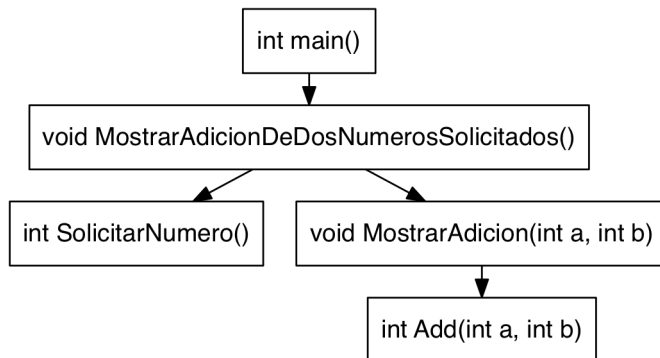 int main()
void MostrarAdicionDeDosNumerosSolicitados()
int SolicitarNumero()
void MostrarAdicion(int a, int b)
int Add(int a, int b)